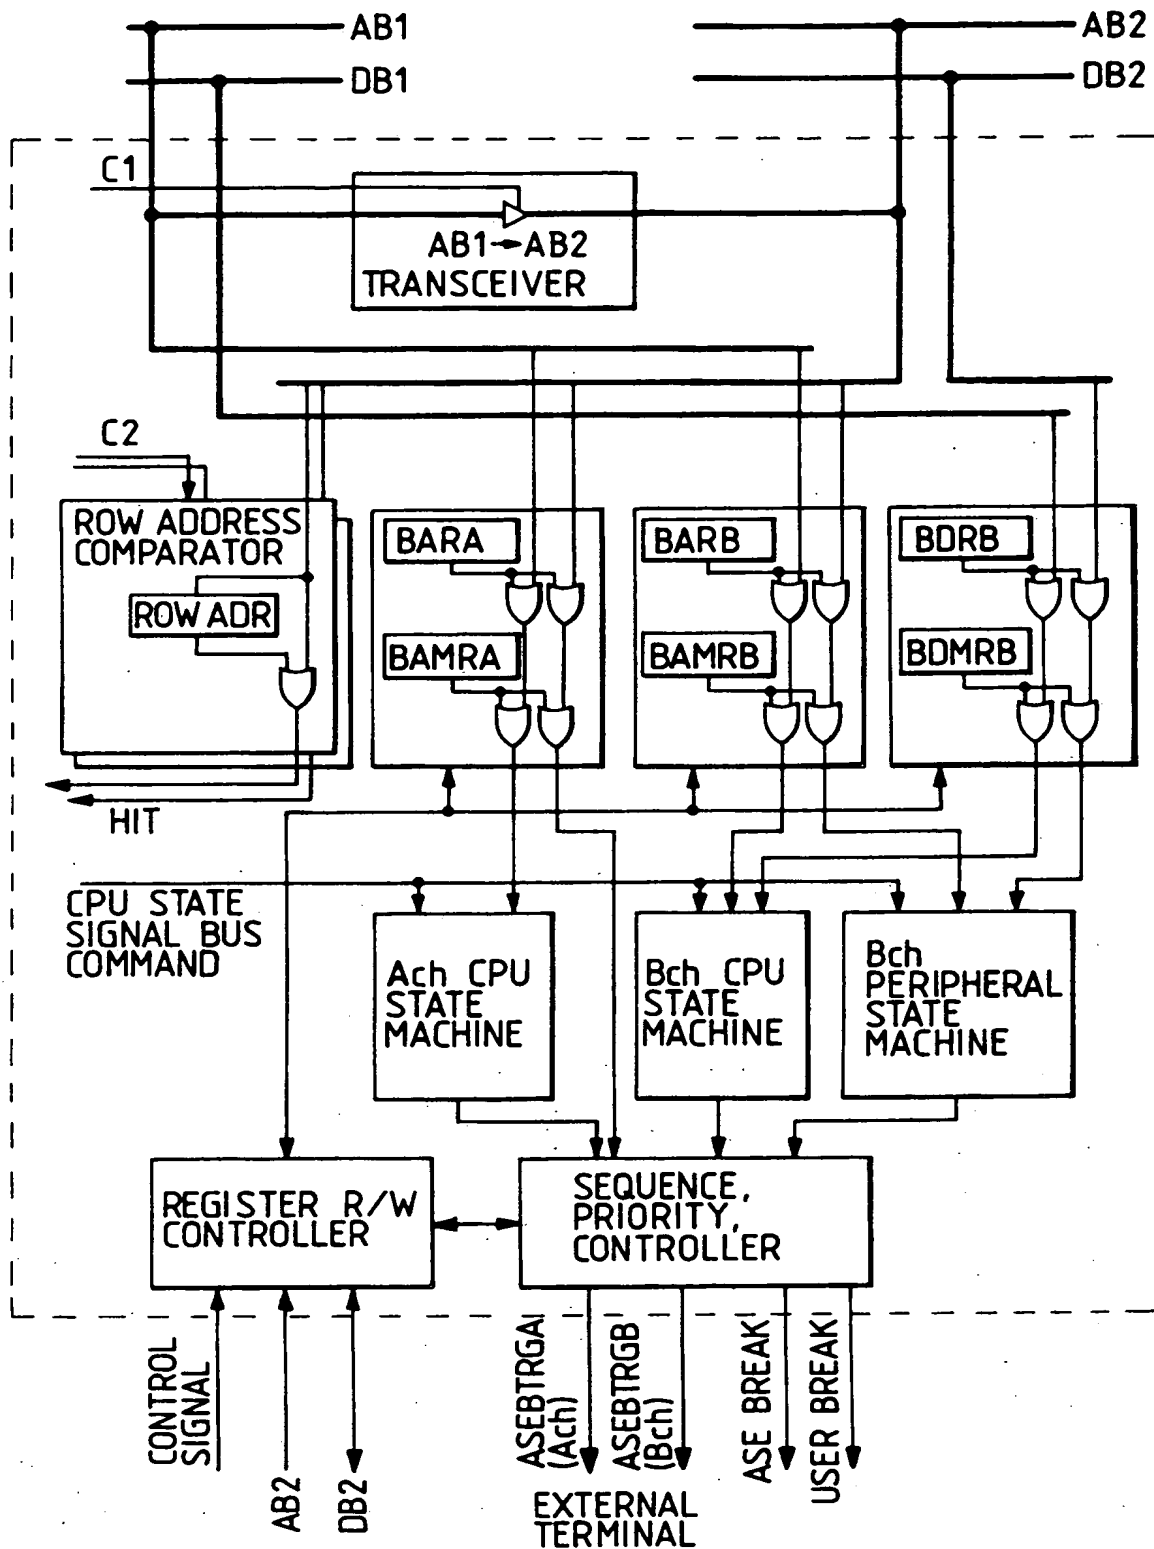 AB1
AB2
DB1
DB2
C1
AB1→AB2
TRANSCEIVER
C2
ROW ADDRESS
COMPARATOR
ROW ADR
BARA
BAMRA
BARB
BAMRB
BDRB
BDMRB
HIT
CPU STATE
SIGNAL BUS
COMMAND
Ach CPU
STATE
MACHINE
Bch CPU
STATE
MACHINE
Bch
PERIPHERAL
STATE
MACHINE
REGISTER R/W
CONTROLLER
SEQUENCE,
PRIORITY,
CONTROLLER
CONTROL
SIGNAL
AB2
DB2
ASEBTRGA
(Ach)
ASEBTRGB
(Bch)
ASE BREAK
USER BREAK
EXTERNAL
TERMINAL